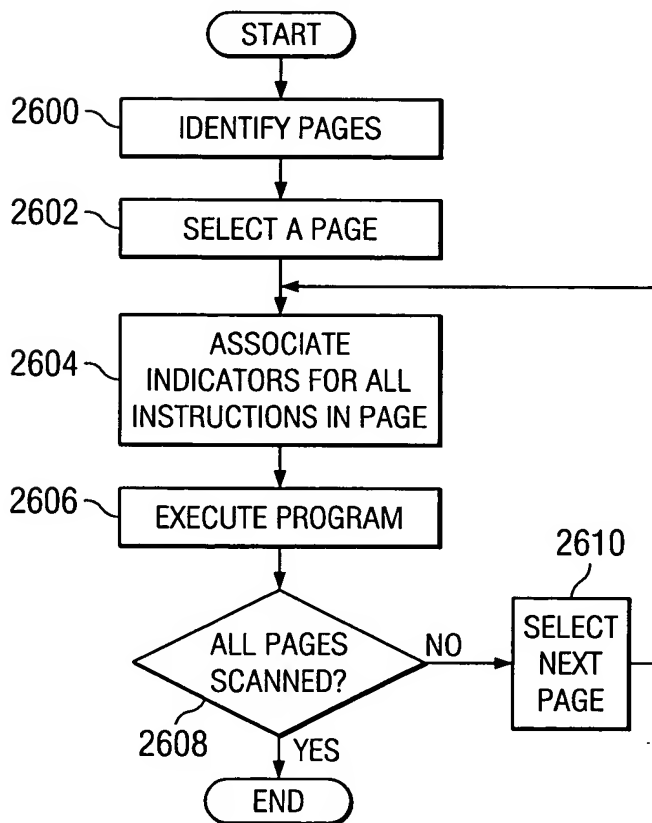 START
2600
IDENTIFY PAGES
2602
SELECT A PAGE
2604
ASSOCIATE
INDICATORS FOR ALL
INSTRUCTIONS IN PAGE
2606
EXECUTE PROGRAM
2608
ALL PAGES
SCANNED?
NO
2610
SELECT
NEXT
PAGE
YES
END